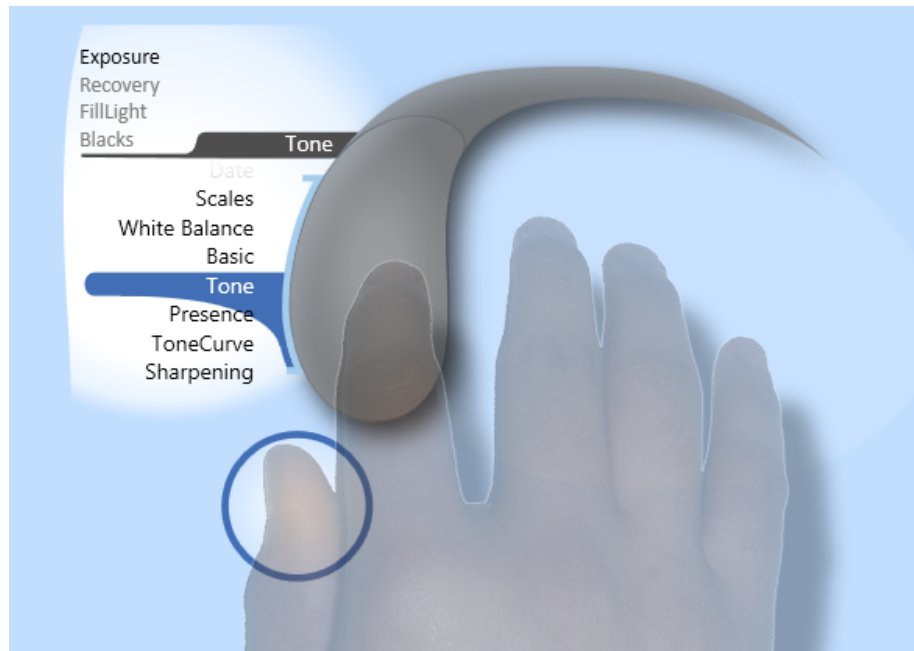 Exposure
Recovery
FillLight
Blacks
Tone
Date
Scales
White Balance
Basic
Tone
Presence
ToneCurve
Sharpening